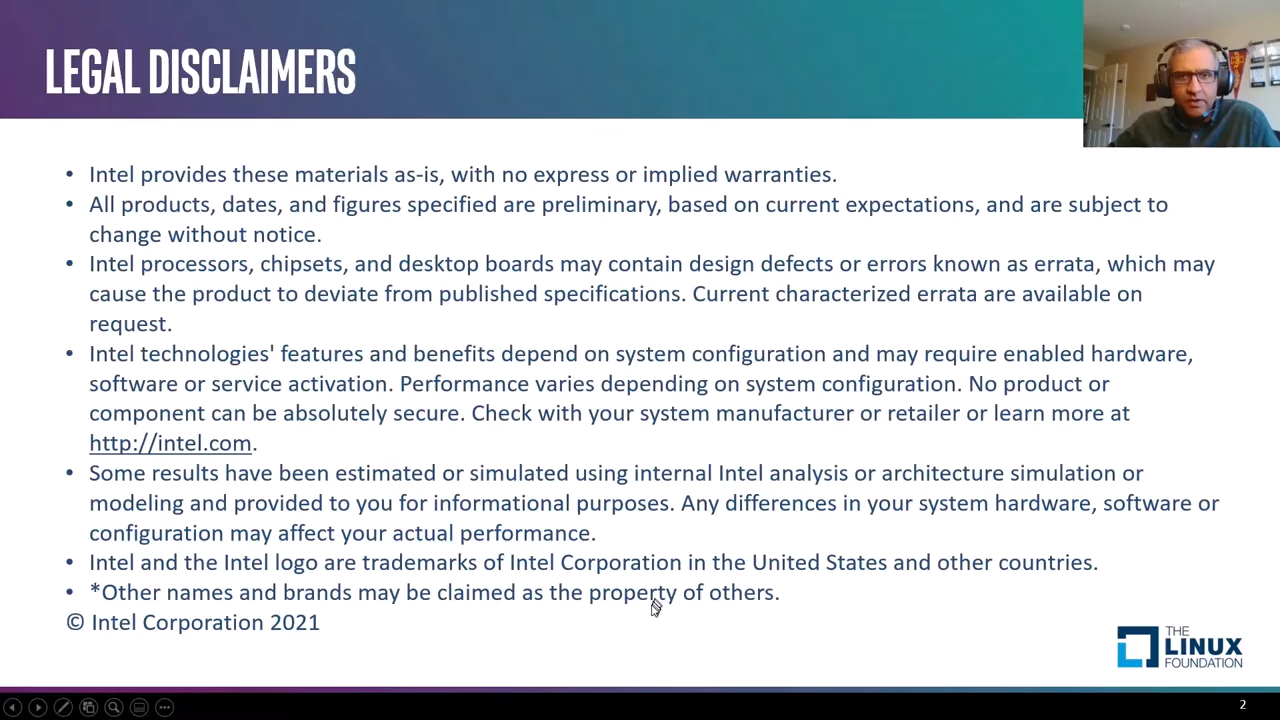 LEGAL DISCLAIMERS
• Intel provides these materials as-is, with no express or implied warranties.
• All products, dates, and figures specified are preliminary, based on current expectations, and are subject to
change without notice.
• Intel processors, chipsets, and desktop boards may contain design defects or errors known as errata, which may
cause the product to deviate from published specifications. Current characterized errata are available on
request.
• Intel technologies' features and benefits depend on system configuration and may require enabled hardware,
software or service activation. Performance varies depending on system configuration. No product or
component can be absolutely secure. Check with your system manufacturer or retailer or learn more at
http://intel.com.
• Some results have been estimated or simulated using internal Intel analysis or architecture simulation or
modeling and provided to you for informational purposes. Any differences in your system hardware, software or
configuration may affect your actual performance.
• Intel and the Intel logo are trademarks of Intel Corporation in the United States and other countries.
• *Other names and brands may be claimed as the property of others.
© Intel Corporation 2021
THE
LINUX
FOUNDATION
2